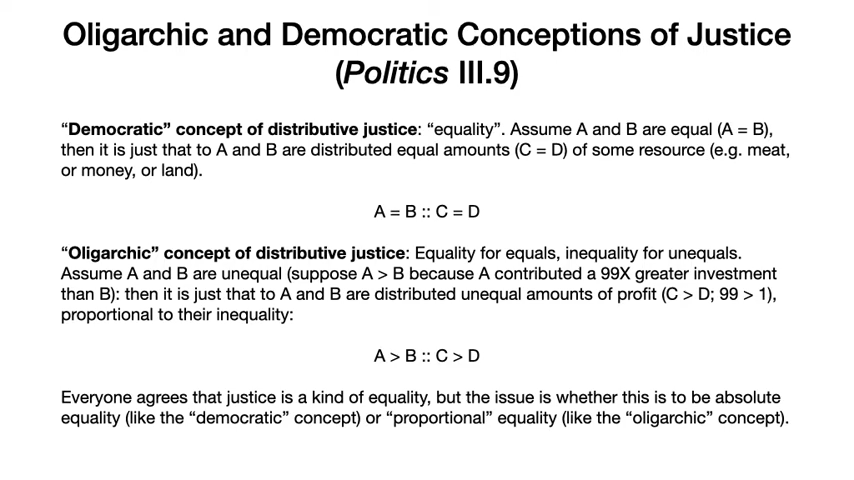 Oligarchic and Democratic Conceptions of Justice
(Politics III.9)
“Democratic” concept of distributive justice: “equality”. Assume A and B are equal (A = B),
then it is just that to A and B are distributed equal amounts (C = D) of some resource (e.g. meat,
or money, or land).
A = B :: C = D
“Oligarchic” concept of distributive justice: Equality for equals, inequality for unequals.
Assume A and B are unequal (suppose A > B because A contributed a 99X greater investment
than B): then it is just that to A and B are distributed unequal amounts of profit (C > D; 99 > 1),
proportional to their inequality:
A > B :: C > D
Everyone agrees that justice is a kind of equality, but the issue is whether this is to be absolute
equality (like the “democratic” concept) or “proportional” equality (like the “oligarchic” concept).